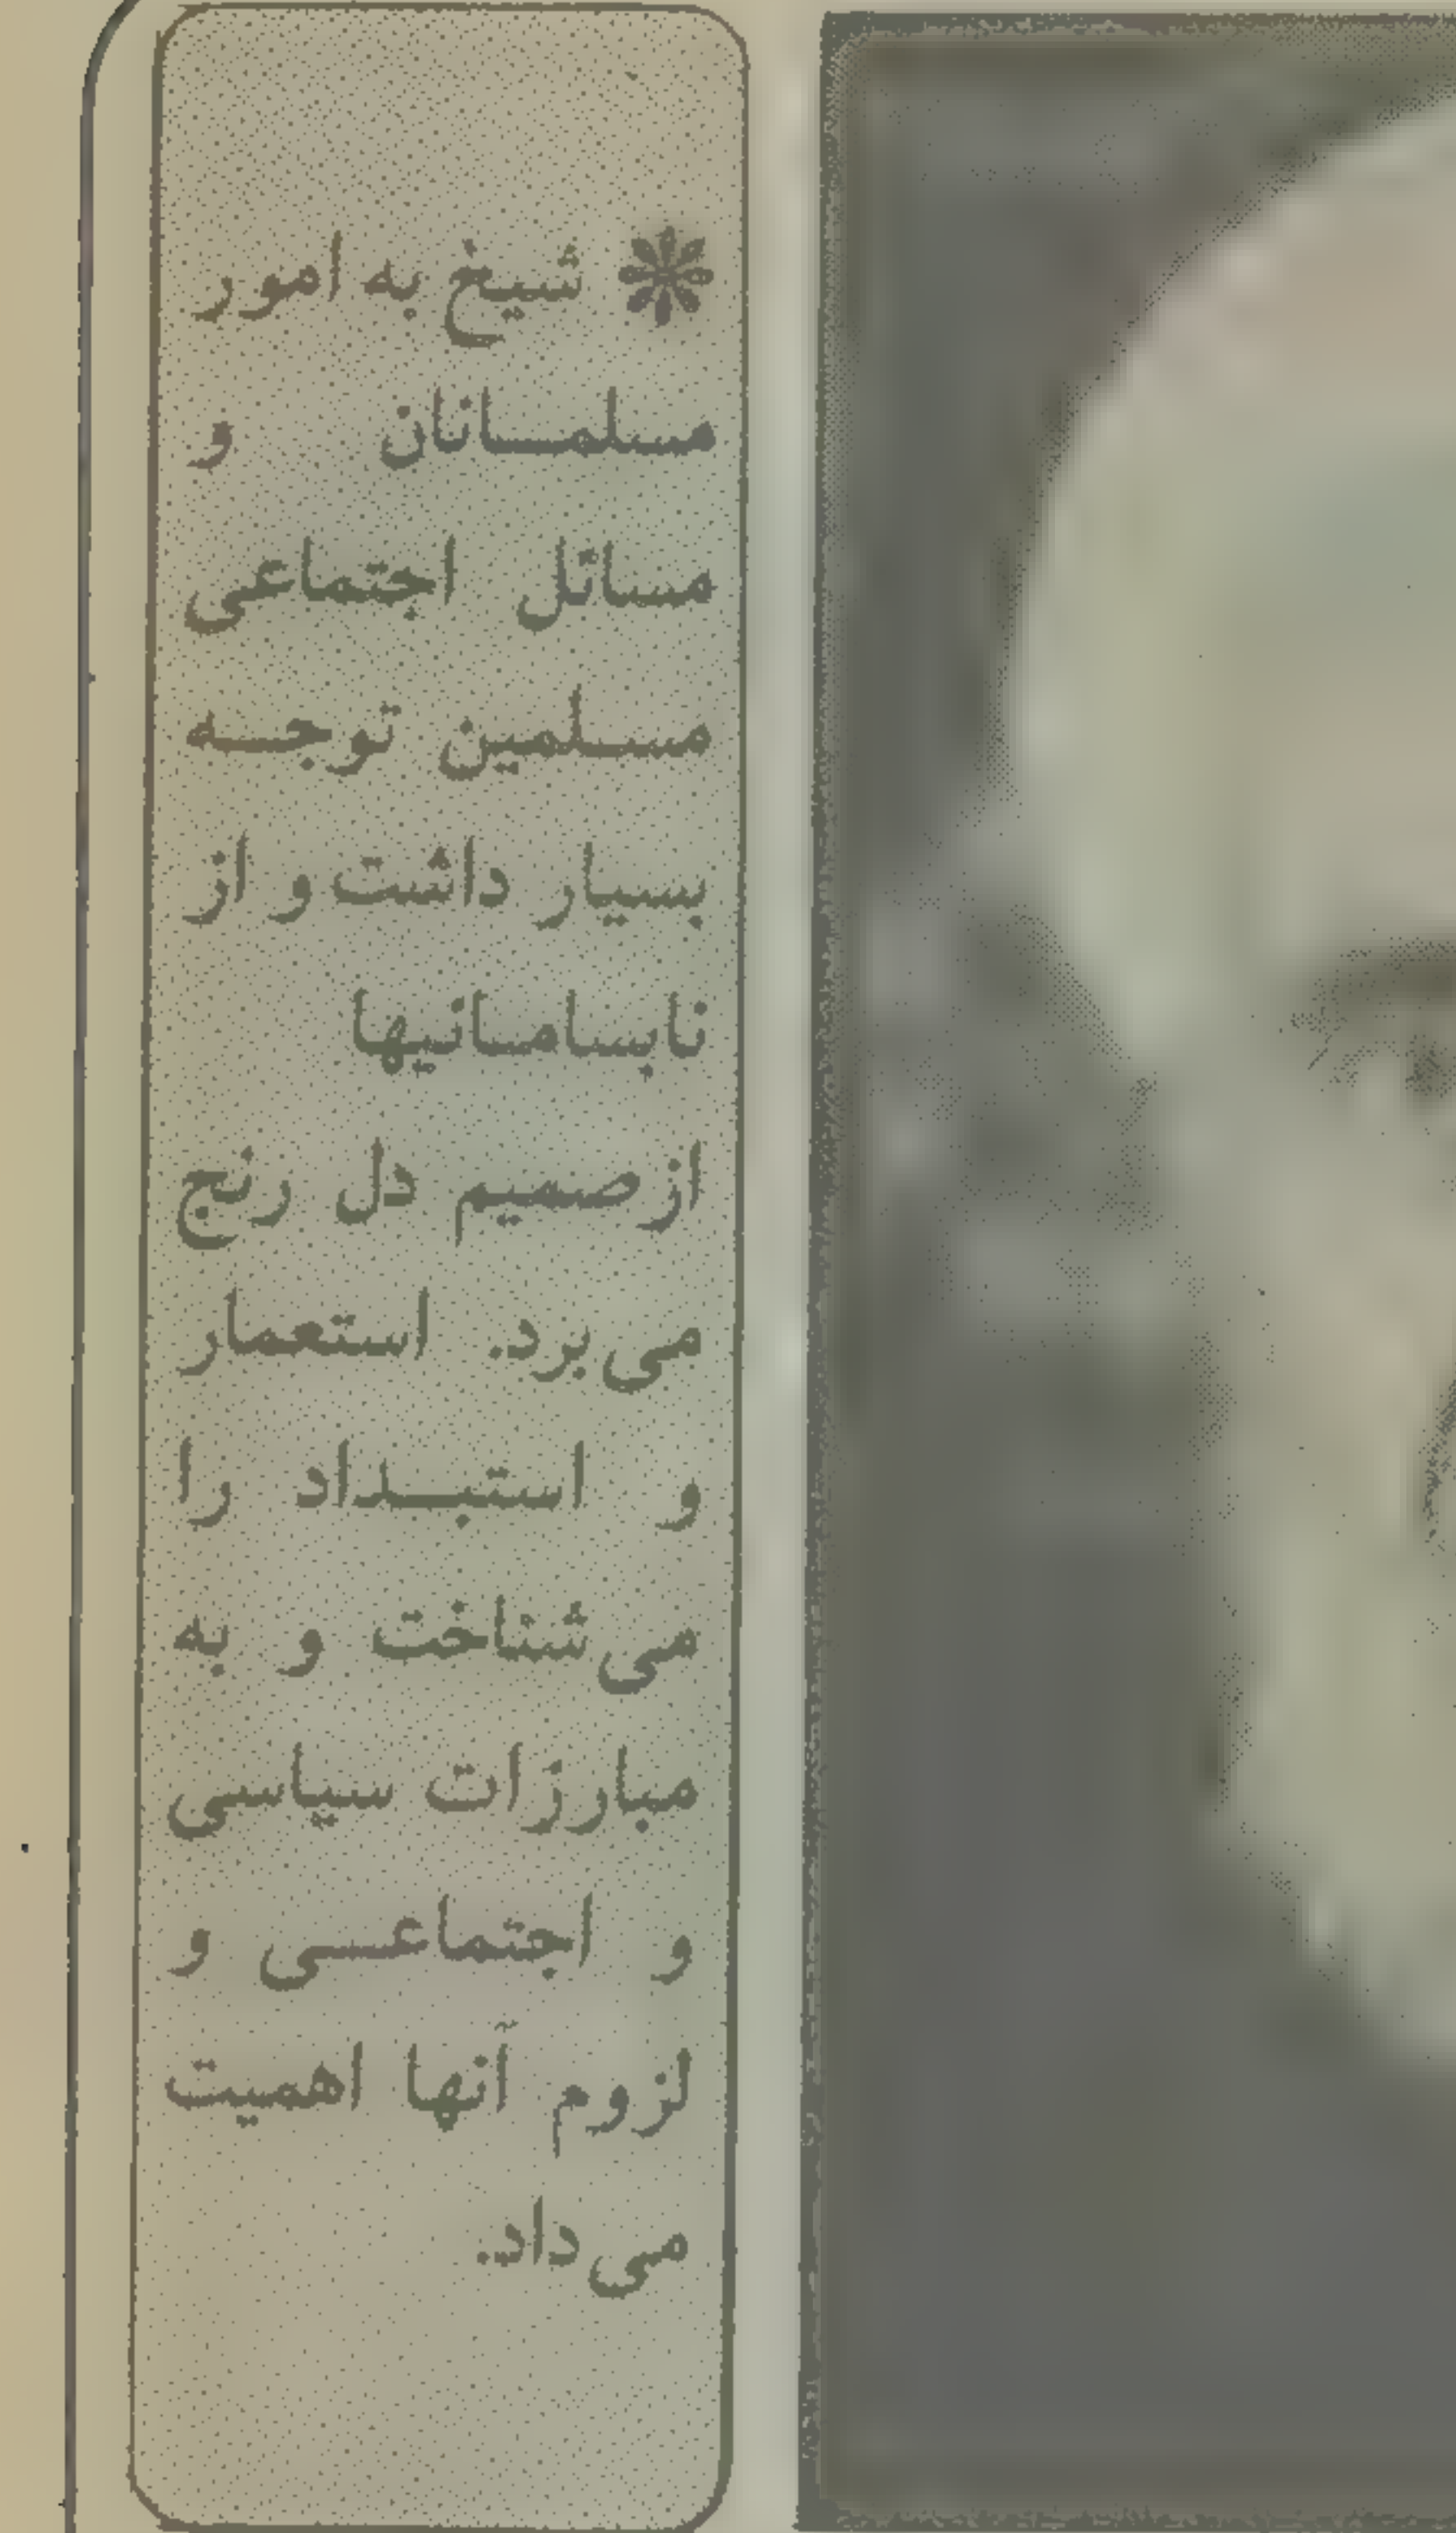 ❊ شیخ به امور
مسلمانان و
مسائل اجتماعی
مسلمین توجه
بسیار داشت و از
نابسامانیها
ازصمیم دل رنج
می‌برد. استعمار
و استبداد را
می‌شناخت و به
مبارزات سیاسی
و اجتماعی و
لزوم آنها اهمیت
می‌داد.